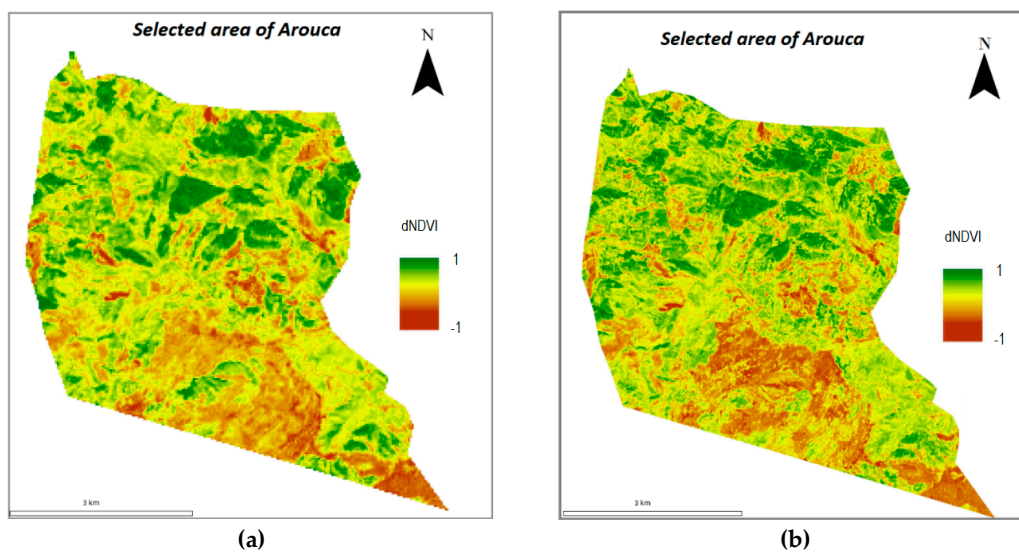 Selected area of Arouca
N
dNDVI
1
-1
3 km
(a)
Selected area of Arouca
N
dNDVI
1
-1
3 km
(b)